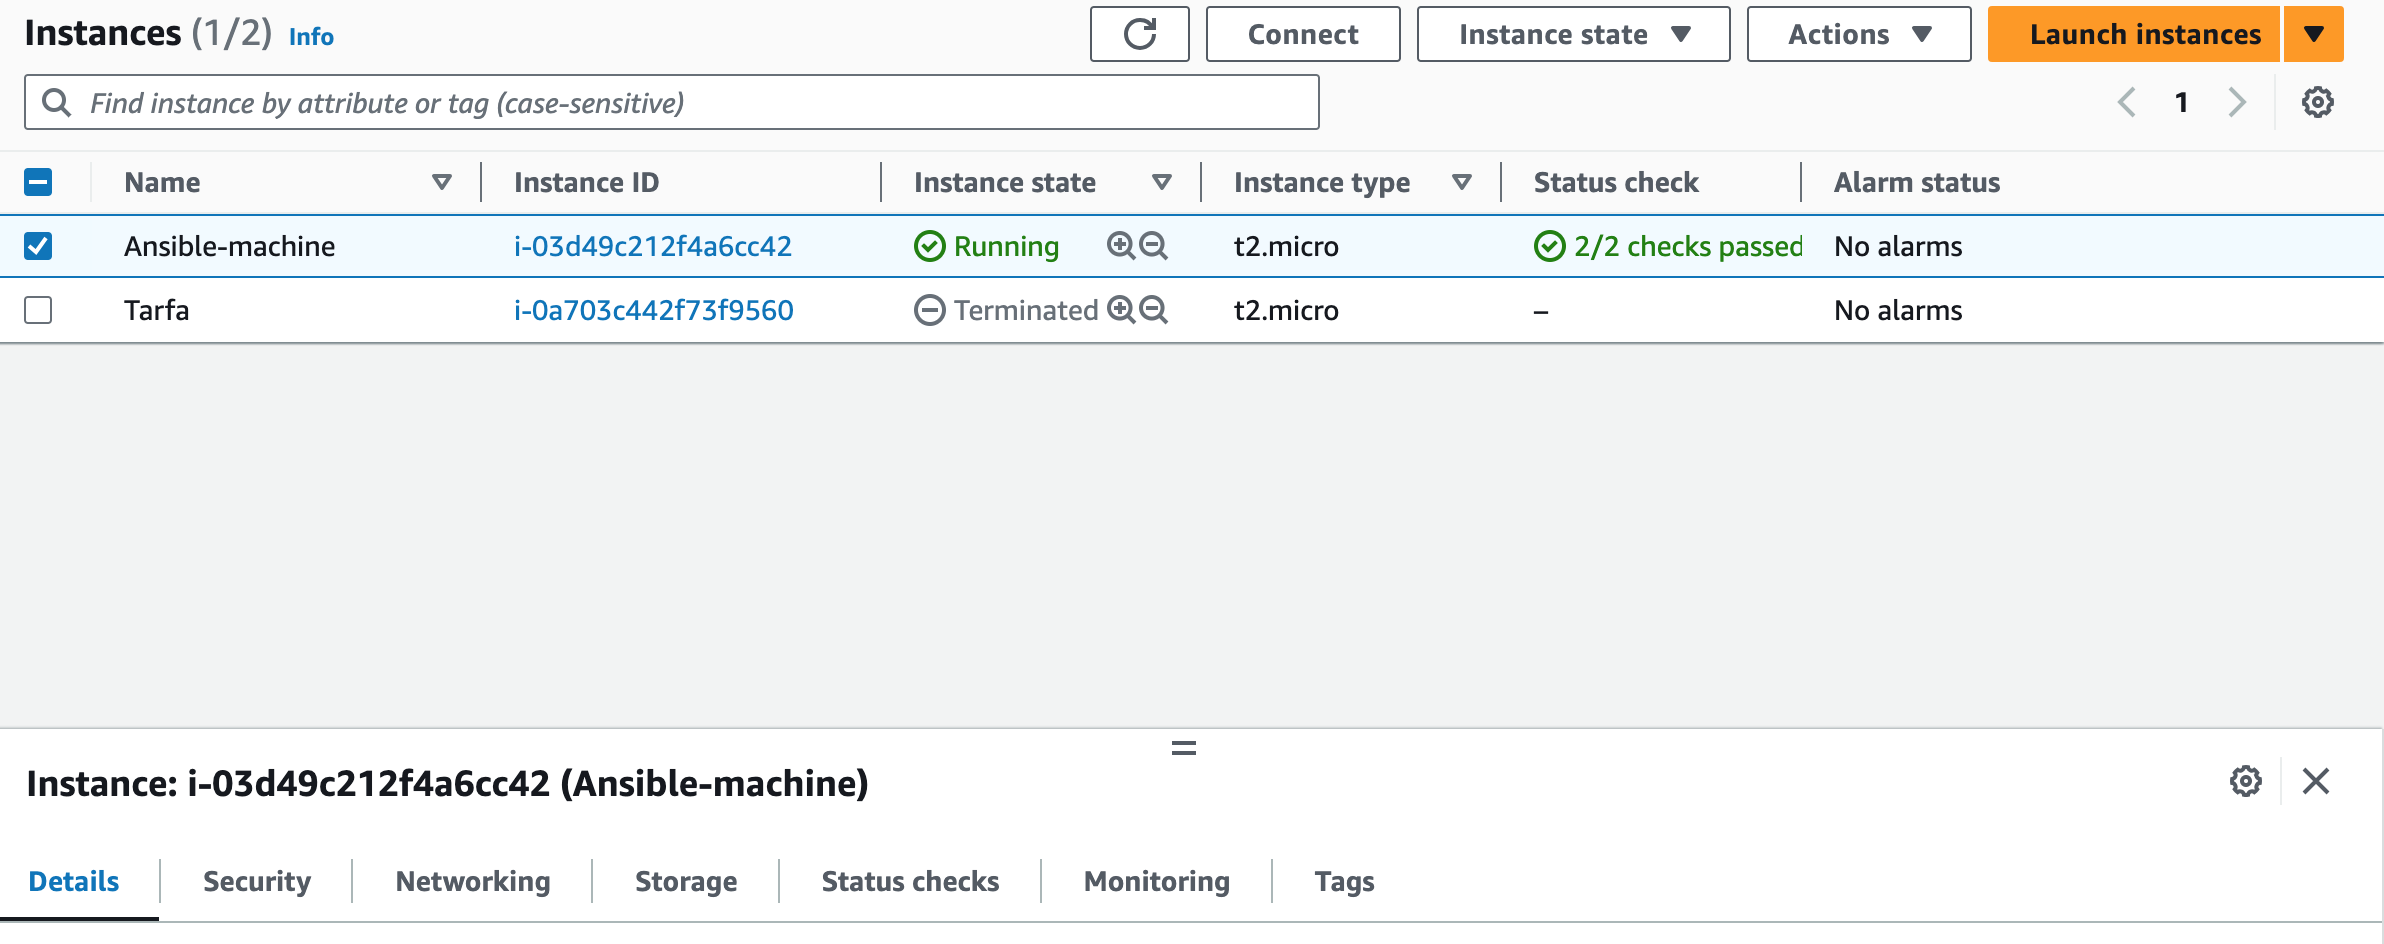 Instances (1/2) Info Connect Instance state Actions Launch instances
Find instance by attribute or tag (case-sensitive) 1
Name Instance ID Instance state Instance type Status check Alarm status
Ansible-machine i-03d49c212f4a6cc42 Running t2.micro 2/2 checks passed No alarms
Tarfa i-0a703c442f73f9560 Terminated t2.micro – No alarms
Instance: i-03d49c212f4a6cc42 (Ansible-machine)
Details Security Networking Storage Status checks Monitoring Tags